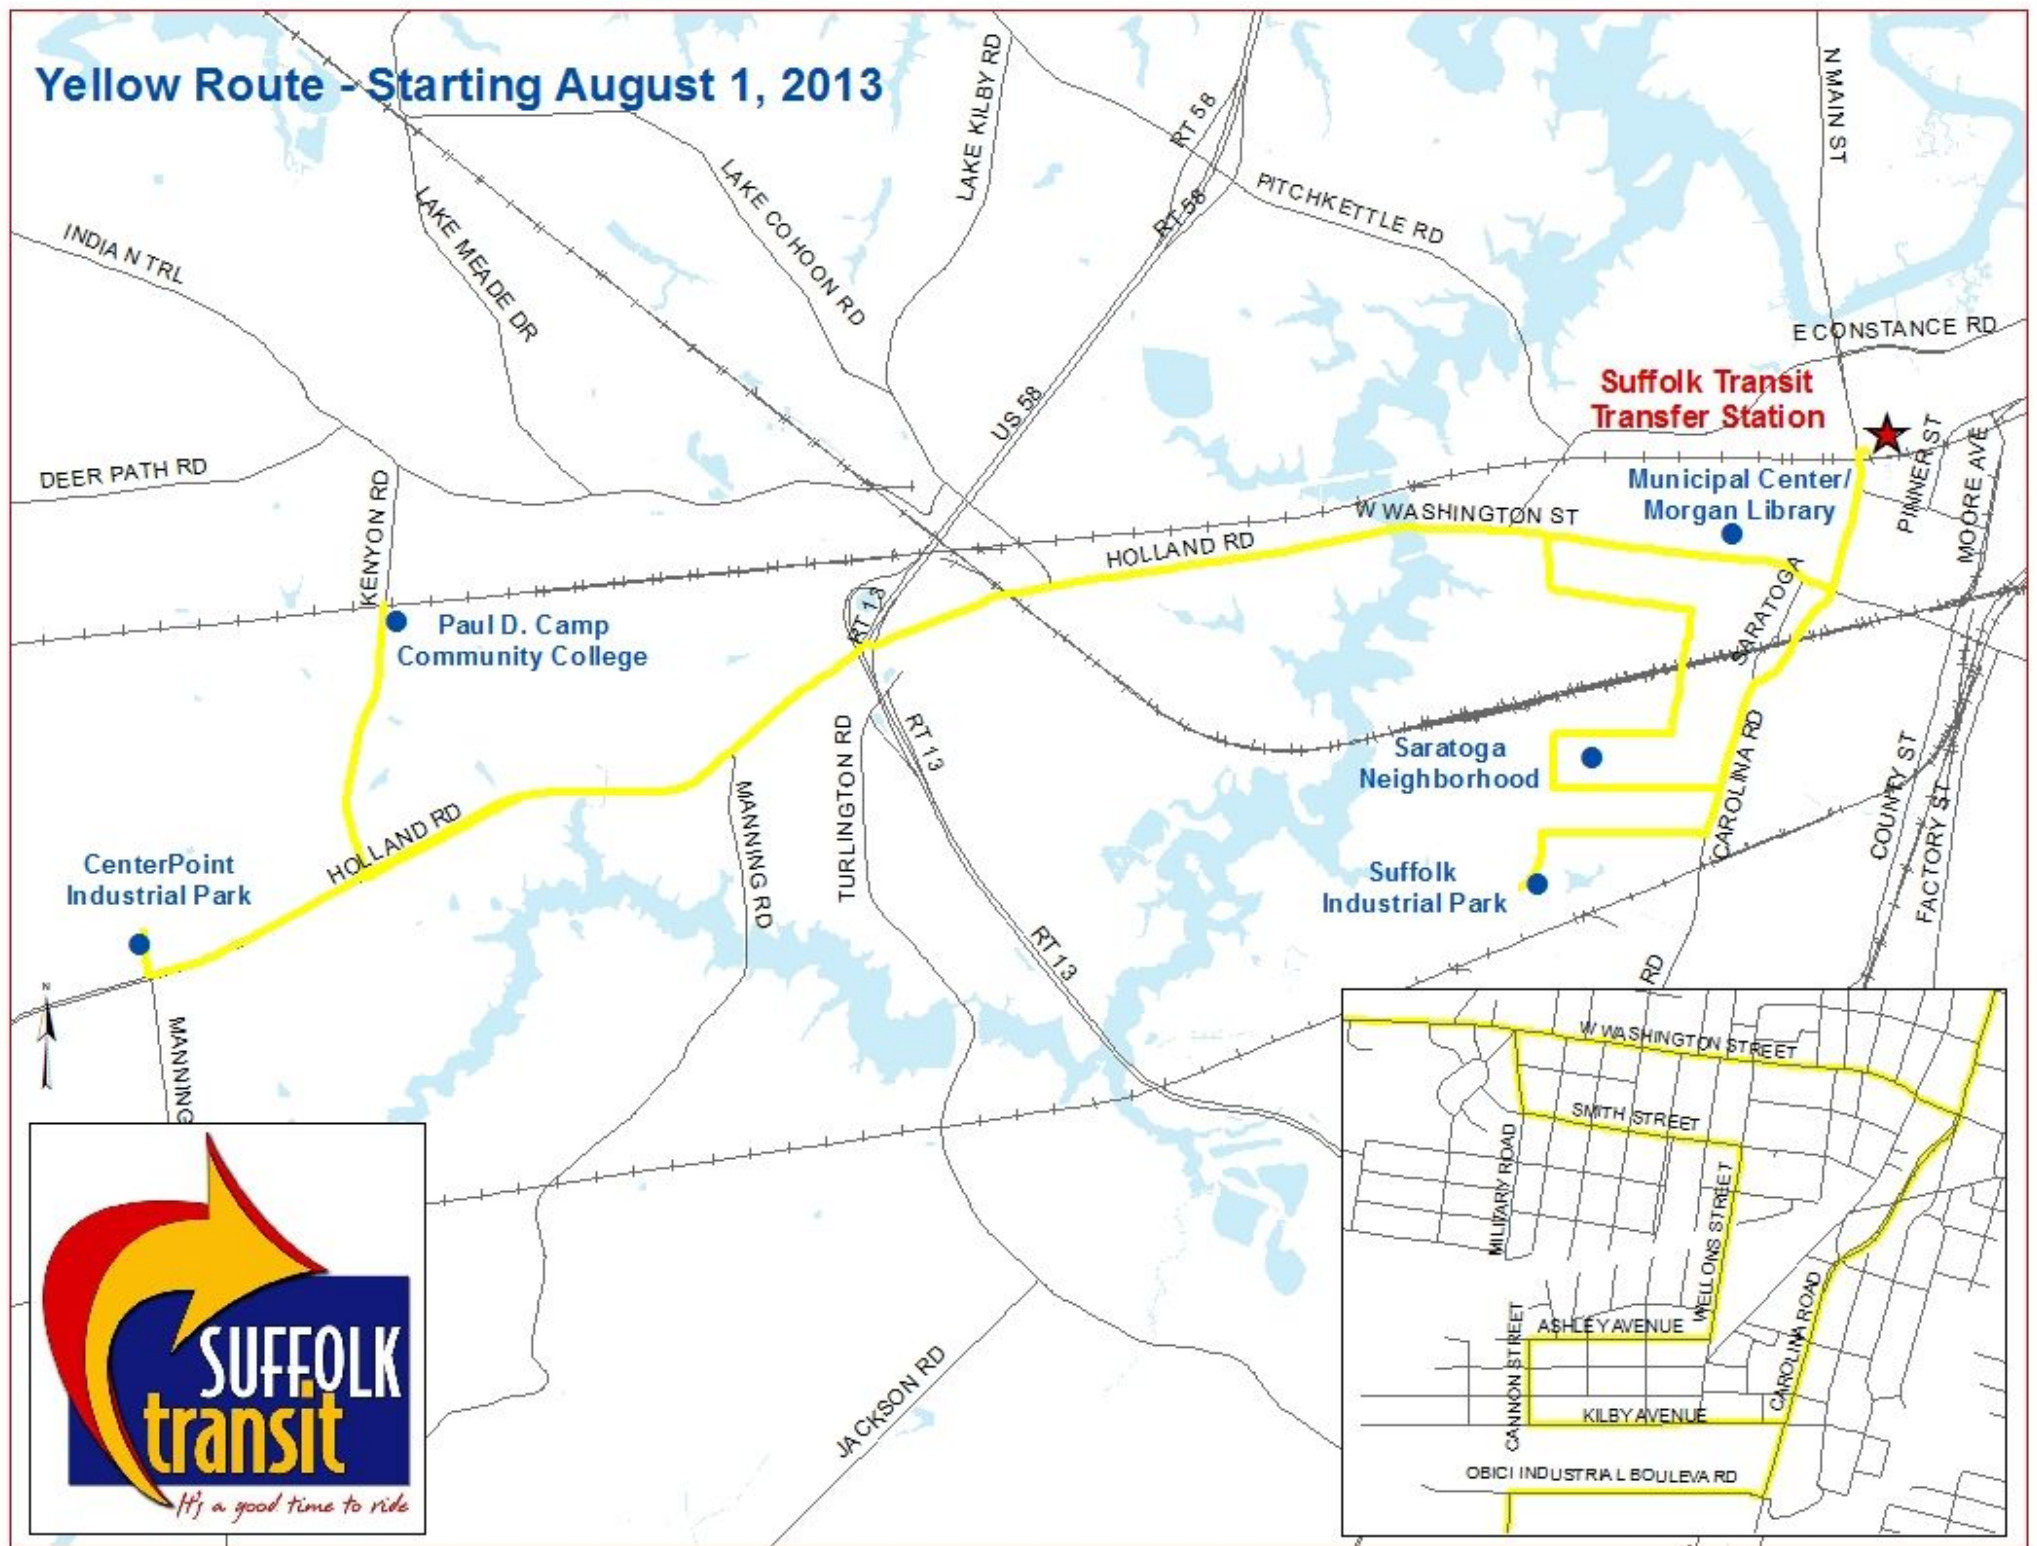 Yellow Route - Starting August 1, 2013
N MAIN ST
LAKE KILBY RD
RT 58
RT 58
PITCHKETTLE RD
LAKE COHOON RD
LAKE MEADE DR
INDIAN TRL
E CONSTANCE RD
Suffolk Transit
Transfer Station
US 58
DEER PATH RD
KENYON RD
PINNER ST
MOORE AVE
Municipal Center/
Morgan Library
W WASHINGTON ST
HOLLAND RD
SARATOGA
RT 13
Paul D. Camp
Community College
RT 13
TURLINGTON RD
Saratoga
Neighborhood
CAROLINA RD
COUNTY ST
FACTORY ST
MANNING RD
HOLLAND RD
CenterPoint
Industrial Park
Suffolk
Industrial Park
RT 13
RD
N
MANNING
W WASHINGTON STREET
SMITH STREET
MILITARY ROAD
WELLONS STREET
CAROLINA ROAD
ASHLEY AVENUE
CANNON STREET
KILBY AVENUE
OBICI INDUSTRIAL BOULEVARD
JACKSON RD
SUFFOLK
transit
It's a good time to ride